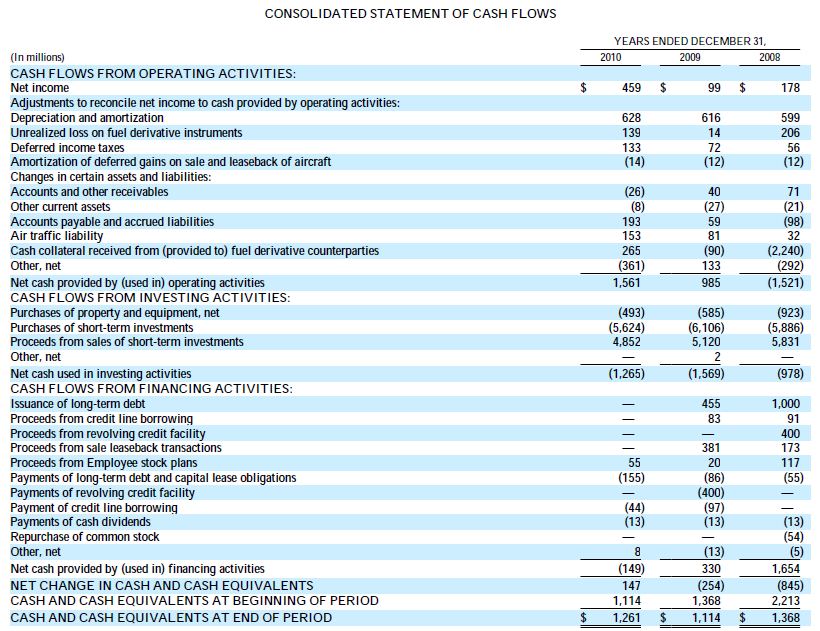 CONSOLIDATED STATEMENT OF CASH FLOWS
YEARS ENDED DECEMBER 31,
(In millions) 2010 2009 2008
CASH FLOWS FROM OPERATING ACTIVITIES:
Net income $ 459 $ 99 $ 178
Adjustments to reconcile net income to cash provided by operating activities:
Depreciation and amortization 628 616 599
Unrealized loss on fuel derivative instruments 139 14 206
Deferred income taxes 133 72 56
Amortization of deferred gains on sale and leaseback of aircraft (14) (12) (12)
Changes in certain assets and liabilities:
Accounts and other receivables (26) 40 71
Other current assets (8) (27) (21)
Accounts payable and accrued liabilities 193 59 (98)
Air traffic liability 153 81 32
Cash collateral received from (provided to) fuel derivative counterparties 265 (90) (2,240)
Other, net (361) 133 (292)
Net cash provided by (used in) operating activities 1,561 985 (1,521)
CASH FLOWS FROM INVESTING ACTIVITIES:
Purchases of property and equipment, net (493) (585) (923)
Purchases of short-term investments (5,624) (6,106) (5,886)
Proceeds from sales of short-term investments 4,852 5,120 5,831
Other, net — 2 —
Net cash used in investing activities (1,265) (1,569) (978)
CASH FLOWS FROM FINANCING ACTIVITIES:
Issuance of long-term debt — 455 1,000
Proceeds from credit line borrowing — 83 91
Proceeds from revolving credit facility — — 400
Proceeds from sale leaseback transactions — 381 173
Proceeds from Employee stock plans 55 20 117
Payments of long-term debt and capital lease obligations (155) (86) (55)
Payments of revolving credit facility — (400) —
Payment of credit line borrowing (44) (97) —
Payments of cash dividends (13) (13) (13)
Repurchase of common stock — — (54)
Other, net 8 (13) (5)
Net cash provided by (used in) financing activities (149) 330 1,654
NET CHANGE IN CASH AND CASH EQUIVALENTS 147 (254) (845)
CASH AND CASH EQUIVALENTS AT BEGINNING OF PERIOD 1,114 1,368 2,213
CASH AND CASH EQUIVALENTS AT END OF PERIOD $ 1,261 $ 1,114 $ 1,368